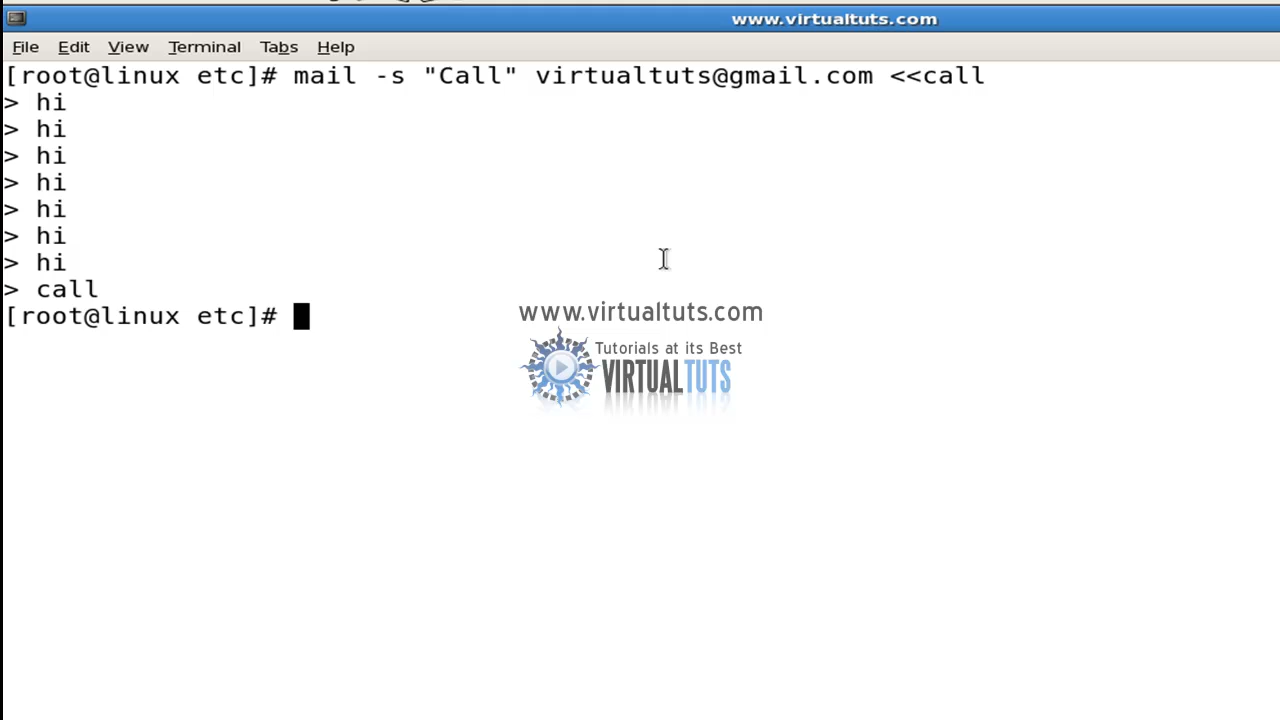 www.virtualtuts.com
File Edit View Terminal Tabs Help
[root@linux etc]# mail -s "Call" virtualtuts@gmail.com <<call
> hi
> hi
> hi
> hi
> hi
> hi
> hi
> call
[root@linux etc]#
www.virtualtuts.com
Tutorials at its Best
VIRTUALTUTS